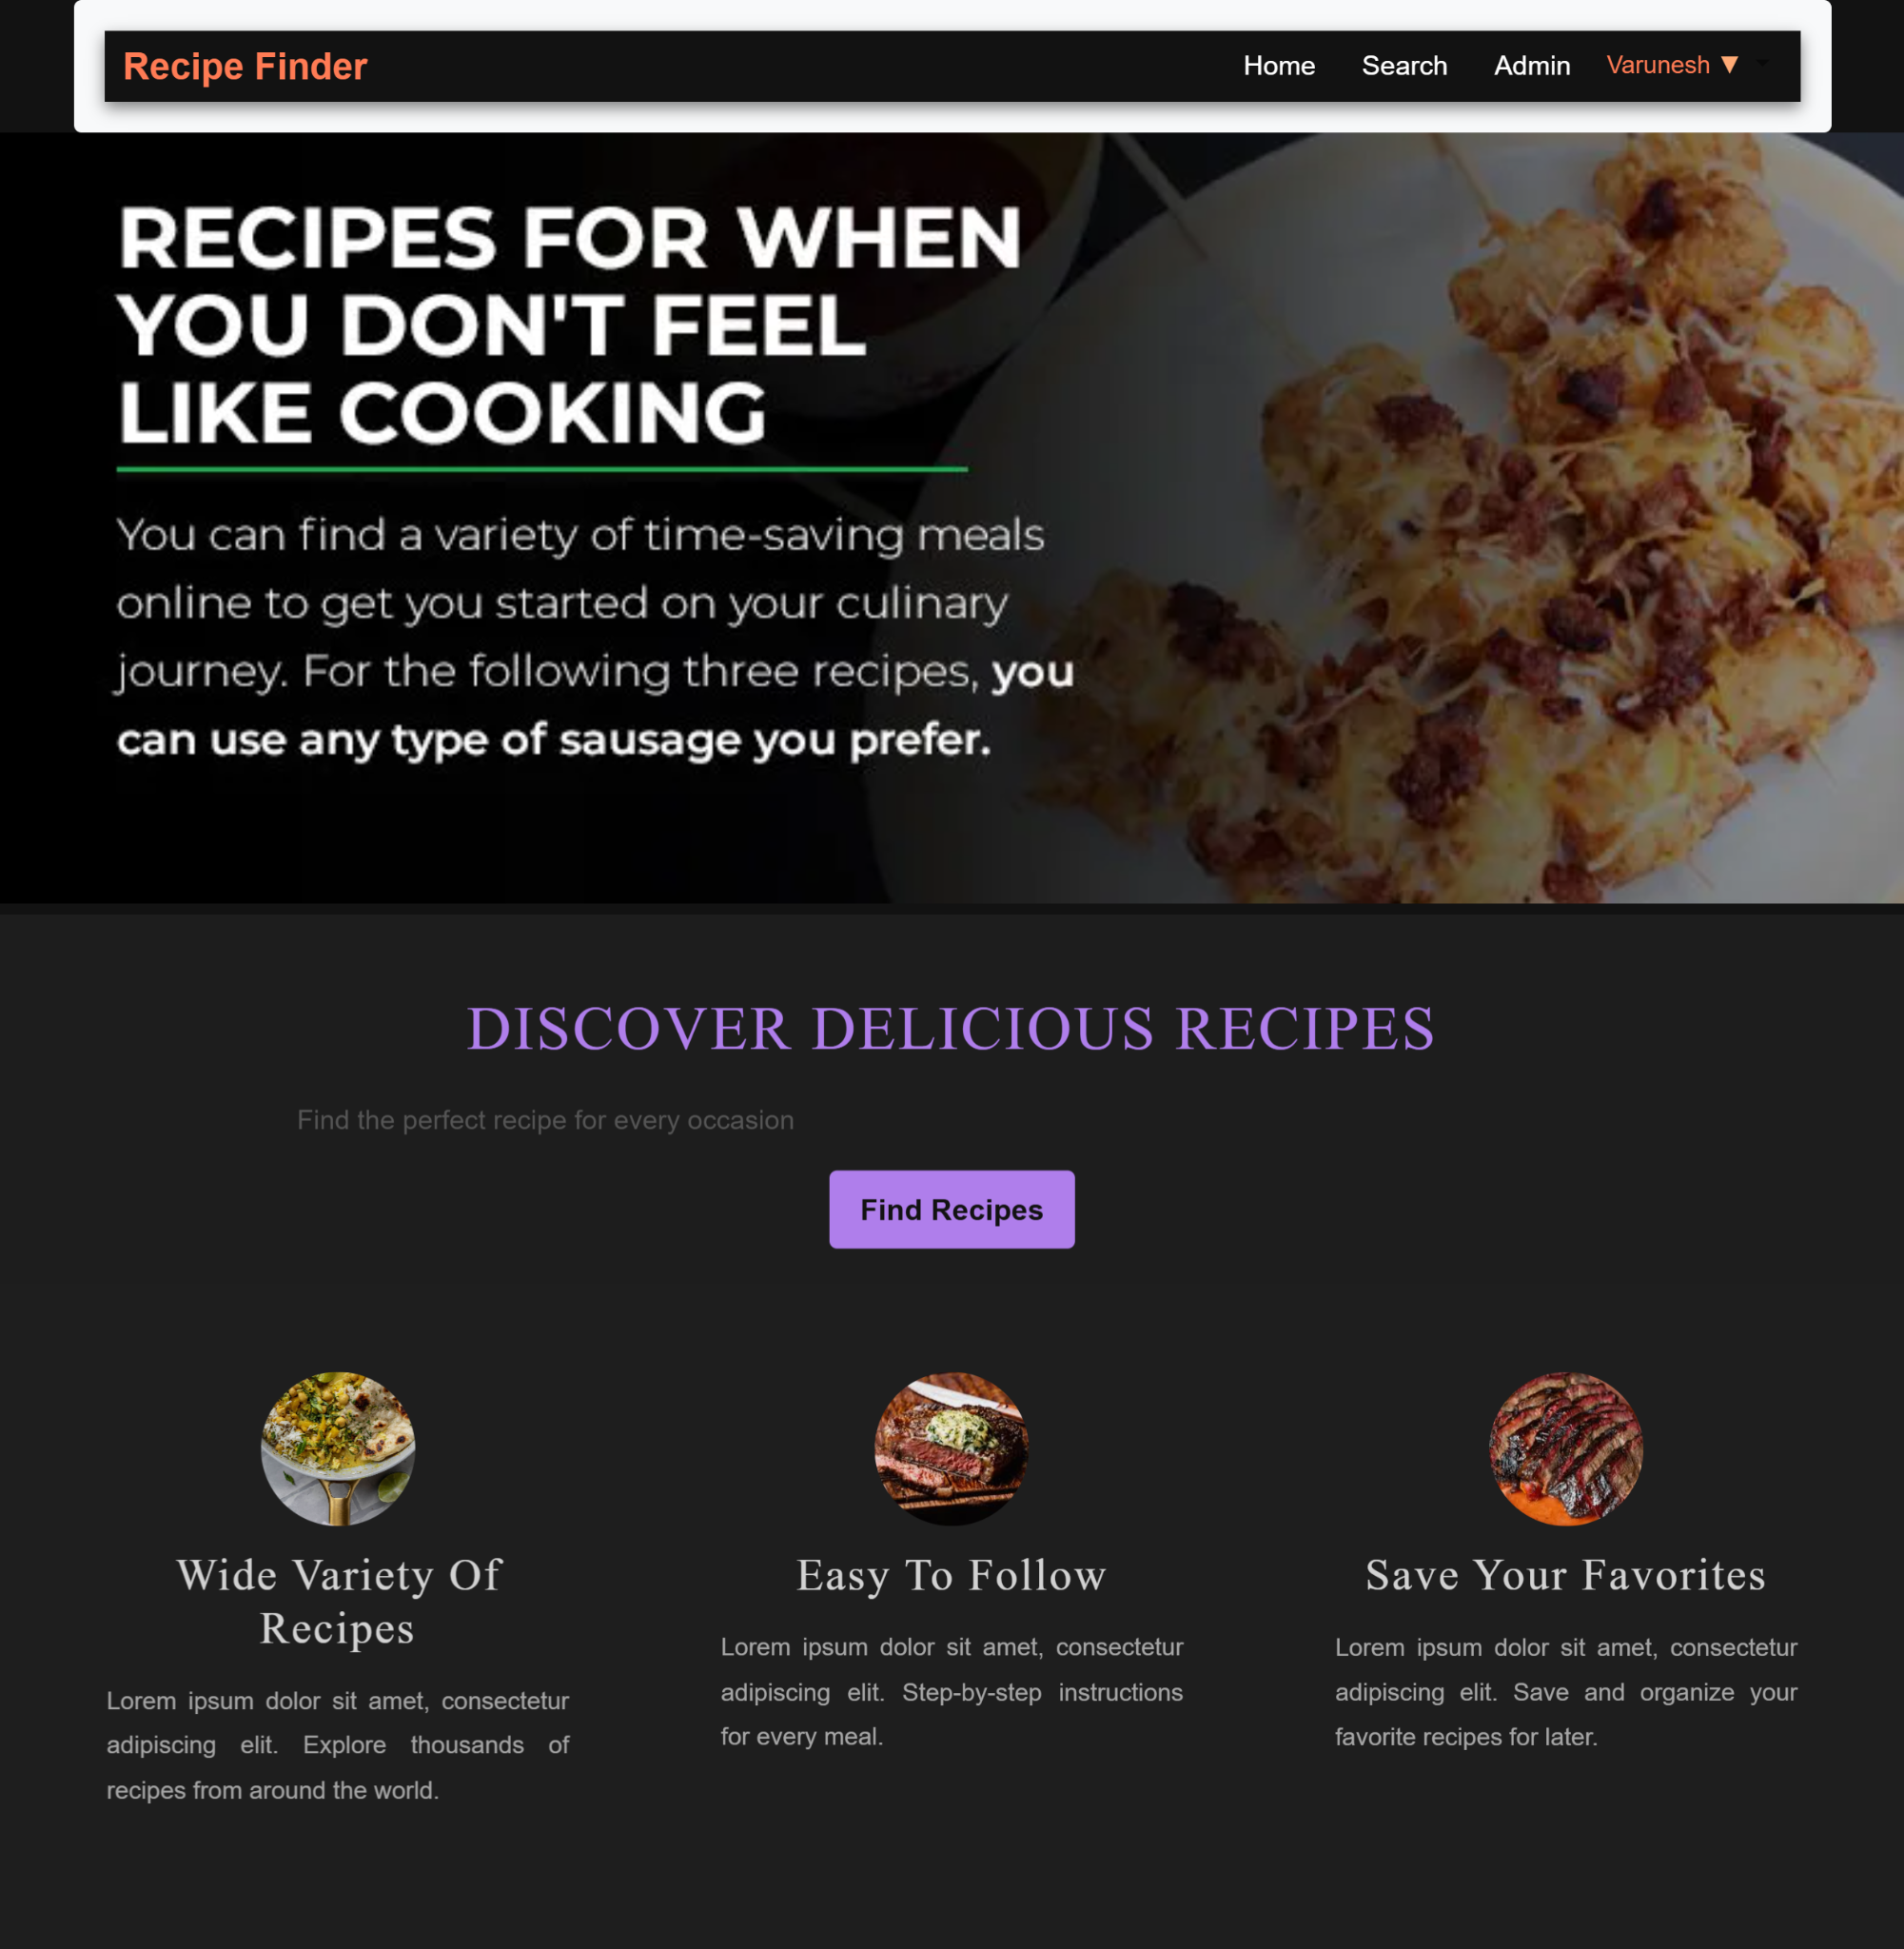 Recipe Finder
Home Search Admin Varunesh ▼
RECIPES FOR WHEN
YOU DON'T FEEL
LIKE COOKING
You can find a variety of time-saving meals
online to get you started on your culinary
journey. For the following three recipes, you
can use any type of sausage you prefer.
DISCOVER DELICIOUS RECIPES
Find the perfect recipe for every occasion
Find Recipes
Wide Variety Of
Recipes
Lorem ipsum dolor sit amet, consectetur
adipiscing elit. Explore thousands of
recipes from around the world.
Easy To Follow
Lorem ipsum dolor sit amet, consectetur
adipiscing elit. Step-by-step instructions
for every meal.
Save Your Favorites
Lorem ipsum dolor sit amet, consectetur
adipiscing elit. Save and organize your
favorite recipes for later.